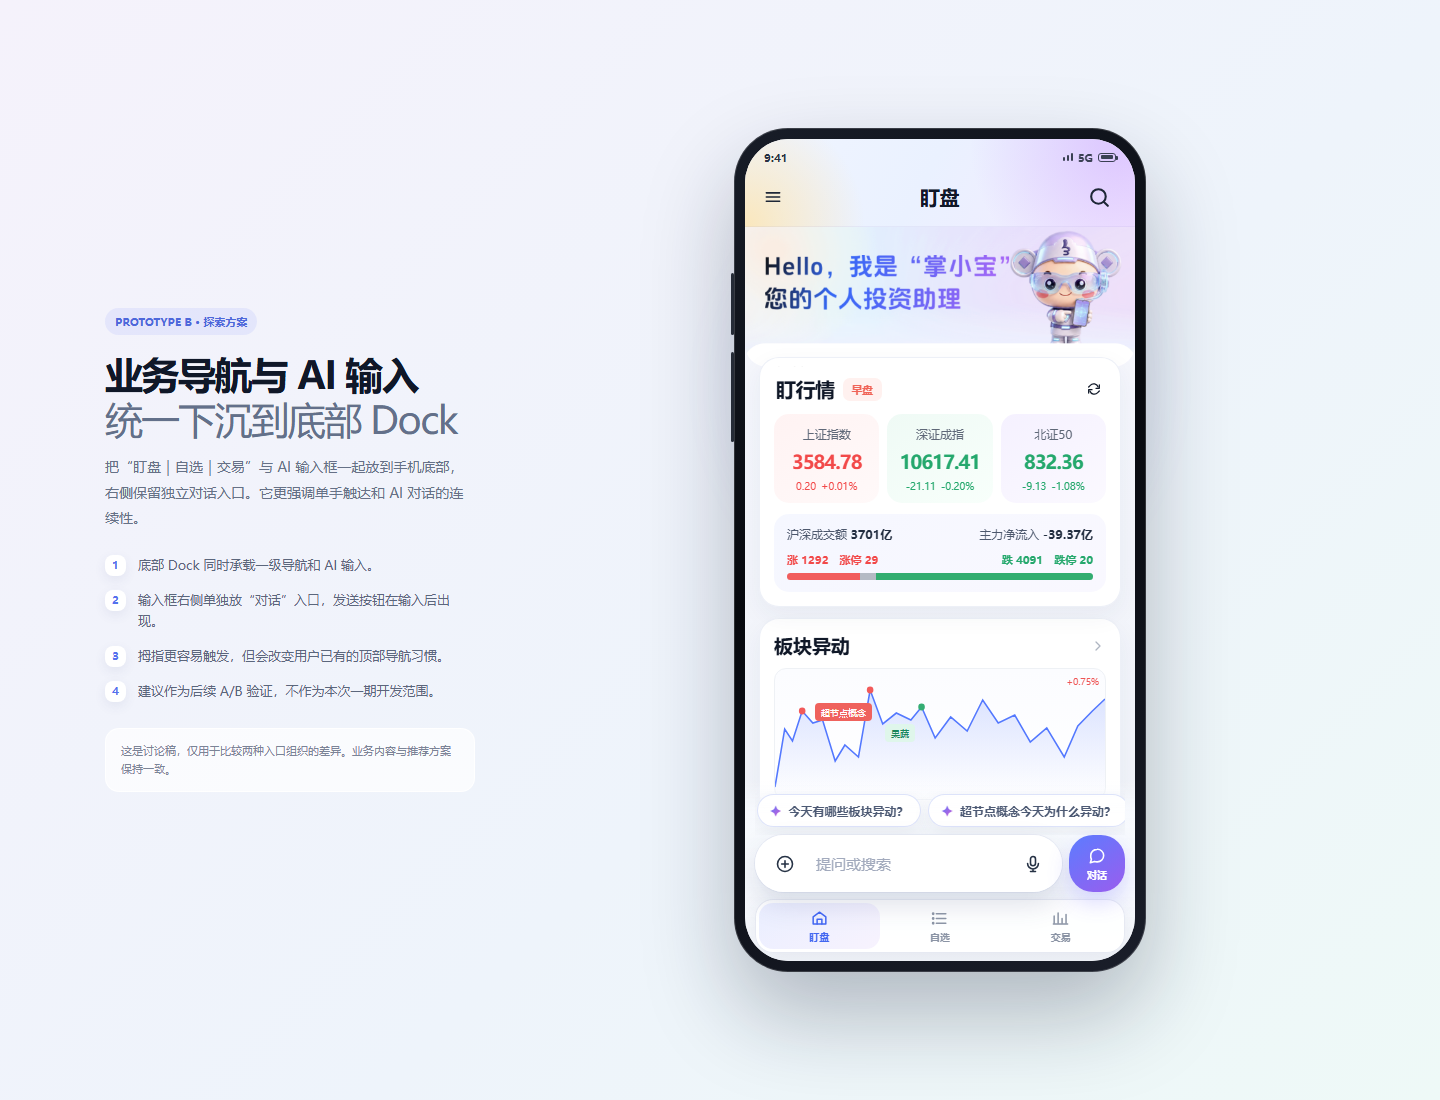 PROTOTYPE B • 探索方案
业务导航与 AI 输入
统一下沉到底部 Dock
把“盯盘 | 自选 | 交易”与 AI 输入框一起放到手机底部，
右侧保留独立对话入口。它更强调单手触达和 AI 对话的连
续性。
1 底部 Dock 同时承载一级导航和 AI 输入。
2 输入框右侧单独放“对话”入口，发送按钮在输入后出
现。
3 拇指更容易触发，但会改变用户已有的顶部导航习惯。
4 建议作为后续 A/B 验证，不作为本次一期开发范围。
这是讨论稿，仅用于比较两种入口组织的差异。业务内容与推荐方案
保持一致。
9:41 5G
盯盘
Hello，我是“掌小宝”
您的个人投资助理
盯行情 早盘
上证指数 深证成指 北证50
3584.78 10617.41 832.36
0.20 +0.01% -21.11 -0.20% -9.13 -1.08%
沪深成交额 3701亿 主力净流入 -39.37亿
涨 1292 涨停 29 跌 4091 跌停 20
板块异动
+0.75%
超节点概念
果蔬
今天有哪些板块异动？ 超节点概念今天为什么异动？
提问或搜索 对话
盯盘 自选 交易